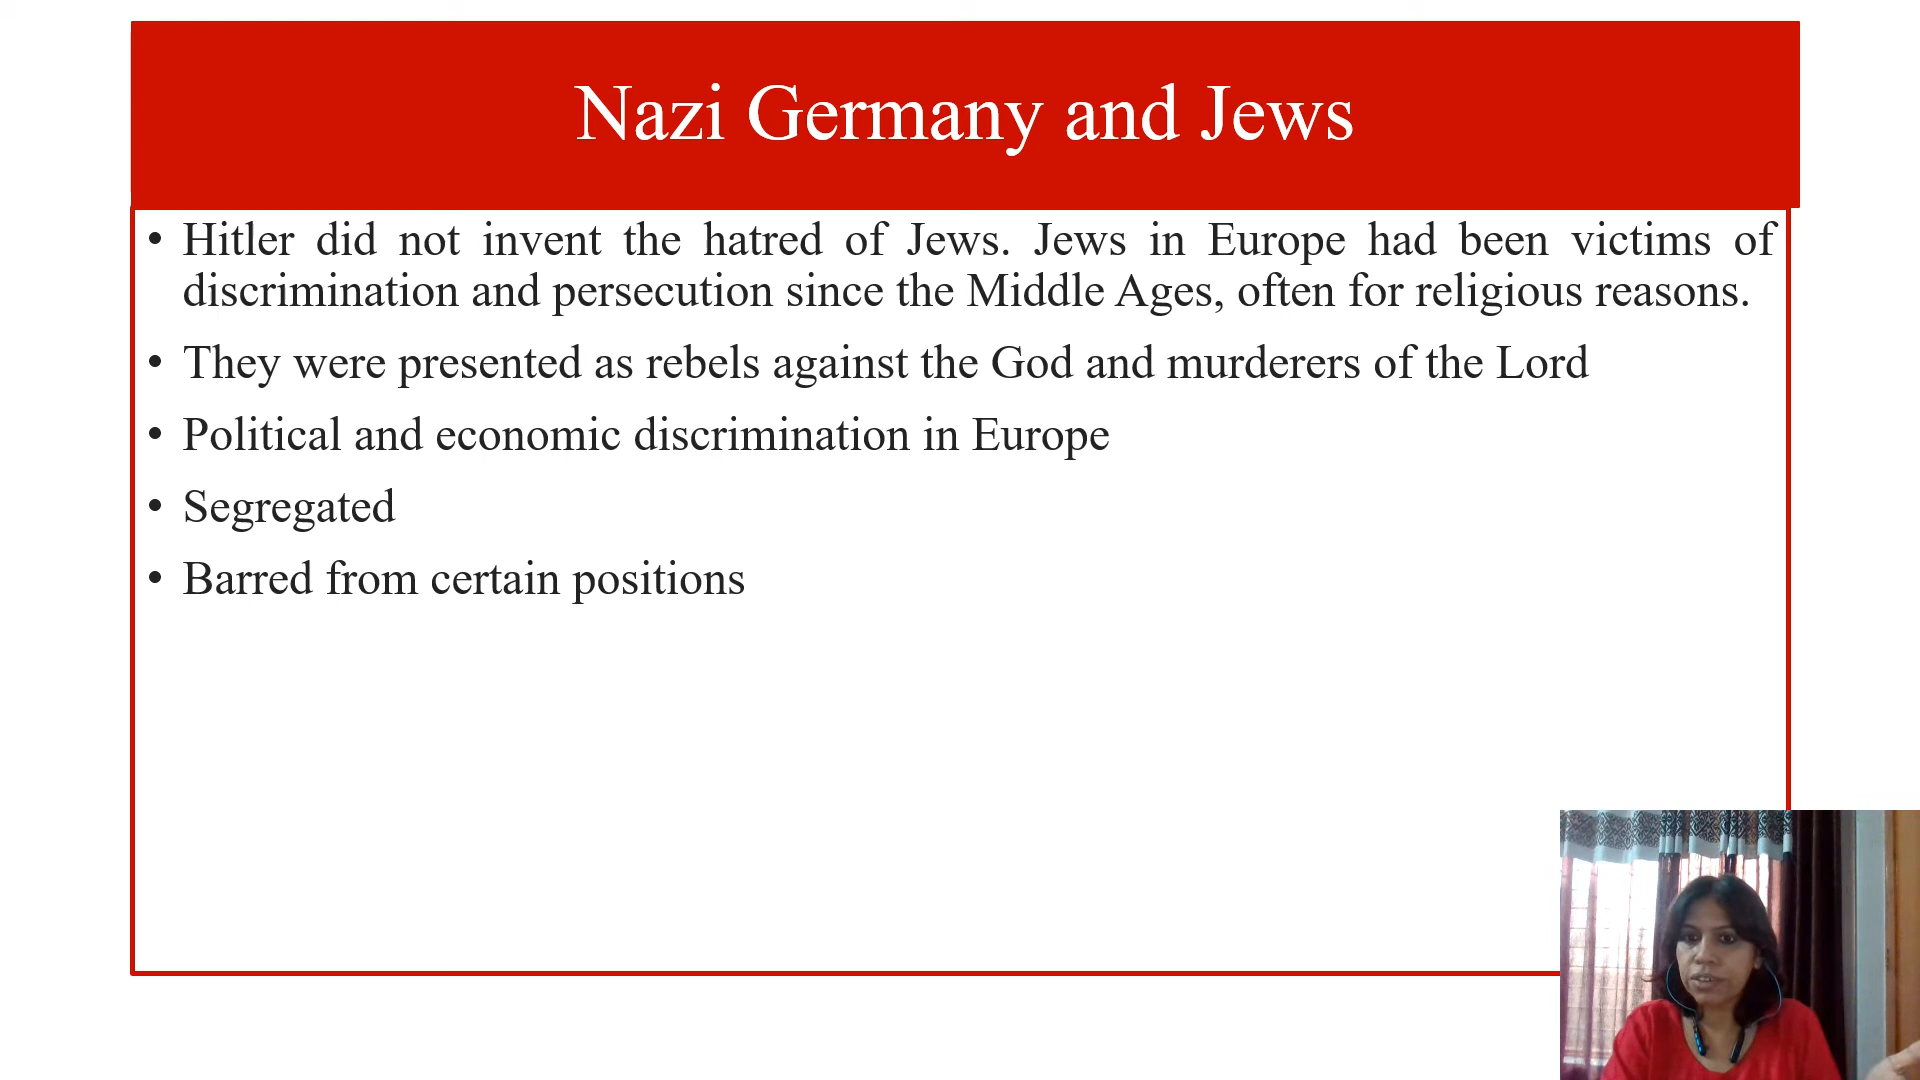 Nazi Germany and Jews
• Hitler did not invent the hatred of Jews. Jews in Europe had been victims of
discrimination and persecution since the Middle Ages, often for religious reasons.
• They were presented as rebels against the God and murderers of the Lord
• Political and economic discrimination in Europe
• Segregated
• Barred from certain positions